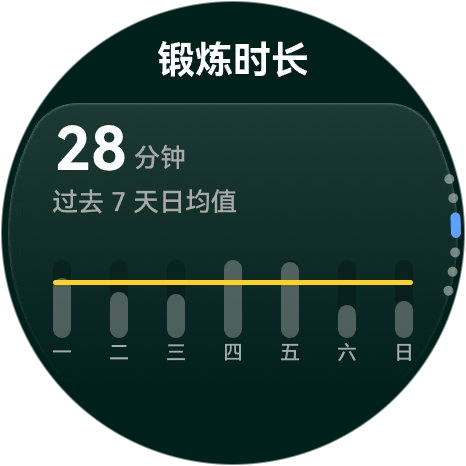 锻炼时长
28 分钟
过去 7 天日均值
一 二 三 四 五 六 日